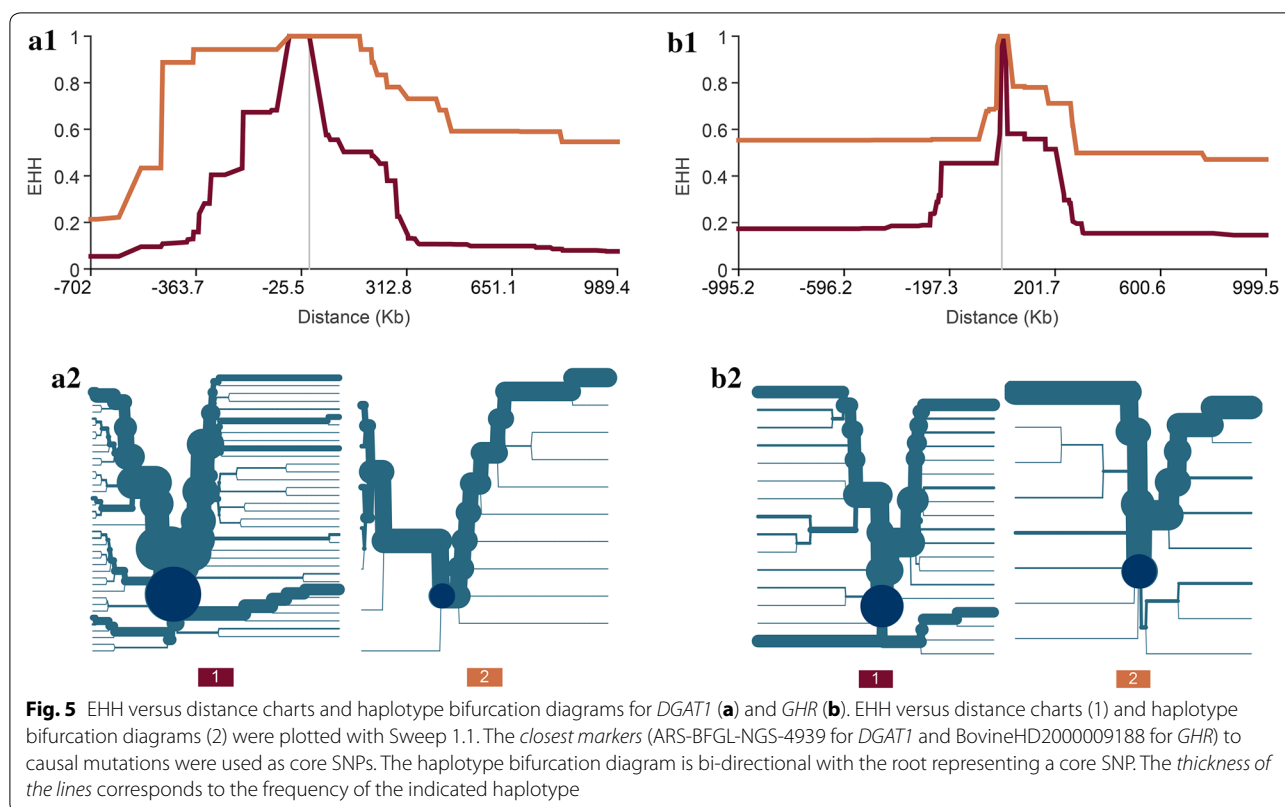 a1
1
0.8
0.6
0.4
0.2
0
EHH
-702 -363.7 -25.5 312.8 651.1 989.4
Distance (Kb)
b1
1
0.8
0.6
0.4
0.2
0
EHH
-995.2 -596.2 -197.3 201.7 600.6 999.5
Distance (Kb)
a2
1 2
b2
1 2
Fig. 5 EHH versus distance charts and haplotype bifurcation diagrams for DGAT1 (a) and GHR (b). EHH versus distance charts (1) and haplotype
bifurcation diagrams (2) were plotted with Sweep 1.1. The closest markers (ARS-BFGL-NGS-4939 for DGAT1 and BovineHD2000009188 for GHR) to
causal mutations were used as core SNPs. The haplotype bifurcation diagram is bi-directional with the root representing a core SNP. The thickness of
the lines corresponds to the frequency of the indicated haplotype